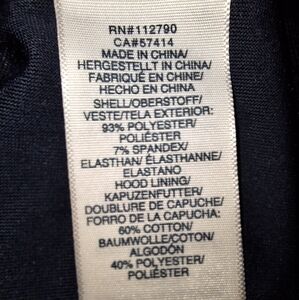 RN#112790
CA#57414
MADE IN CHINA/
HERGESTELLT IN CHINA/
FABRIQUÉ EN CHINE/
HECHO EN CHINA
SHELL/OBERSTOFF/
VESTE/TELA EXTERIOR:
93% POLYESTER/
POLIÉSTER
7% SPANDEX/
ELASTHAN/ ÉLASTHANNE/
ELASTANO
HOOD LINING/
KAPUZENFUTTER/
DOUBLURE DE CAPUCHE/
FORRO DE LA CAPUCHA:
60% COTTON/
BAUMWOLLE/COTON/
ALGODÓN
40% POLYESTER/
POLIÉSTER